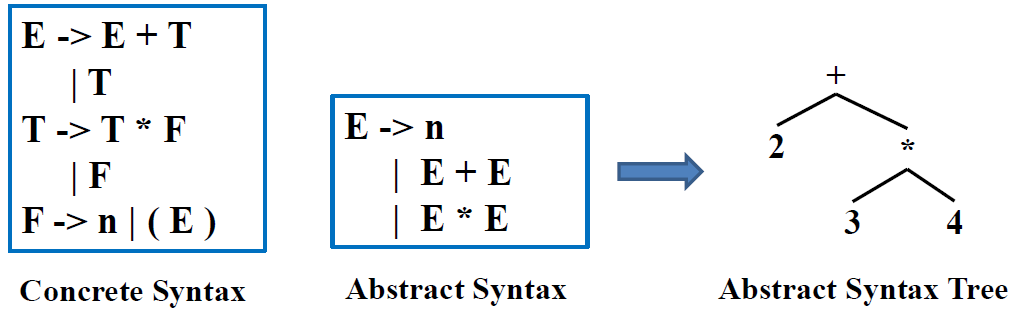 E -> E + T
| T
T -> T * F
| F
F -> n | ( E )
Concrete Syntax
E -> n
| E + E
| E * E
Abstract Syntax
+
2 *
3 4
Abstract Syntax Tree